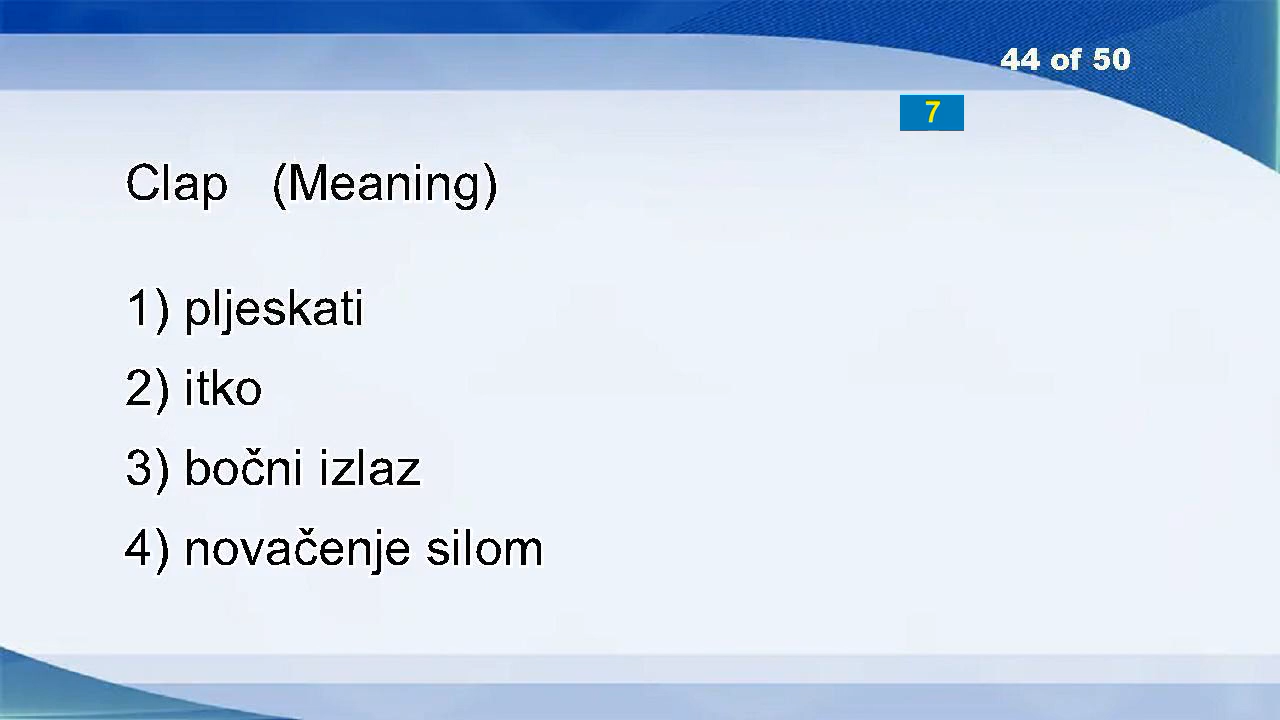 44 of 50
7
Clap (Meaning)
1) pljeskati
2) itko
3) bočni izlaz
4) novačenje silom